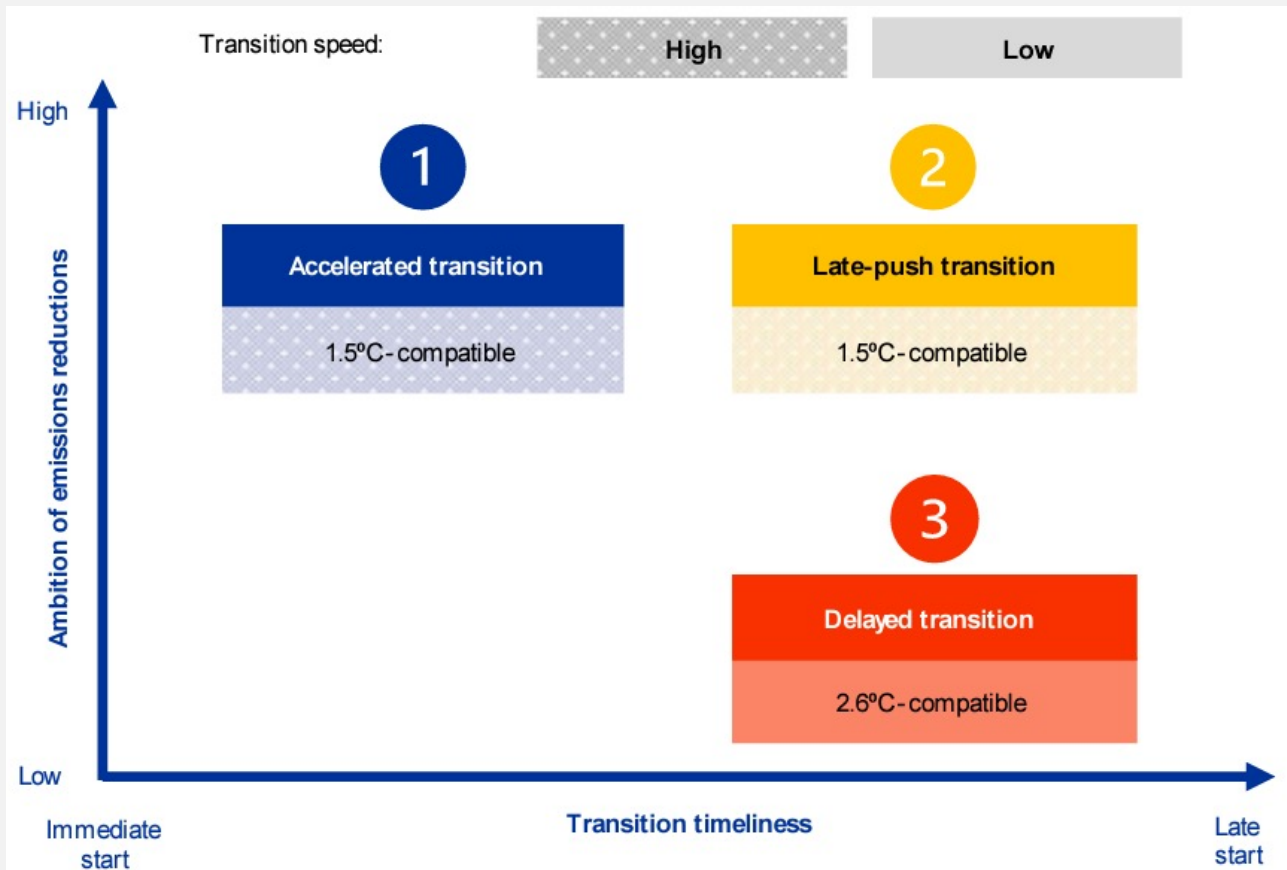 Transition speed:
High
Low
High
1
2
Accelerated transition
Late-push transition
1.5ºC-compatible
1.5ºC-compatible
Ambition of emissions reductions
3
Delayed transition
2.6ºC-compatible
Low
Immediate
start
Transition timeliness
Late
start